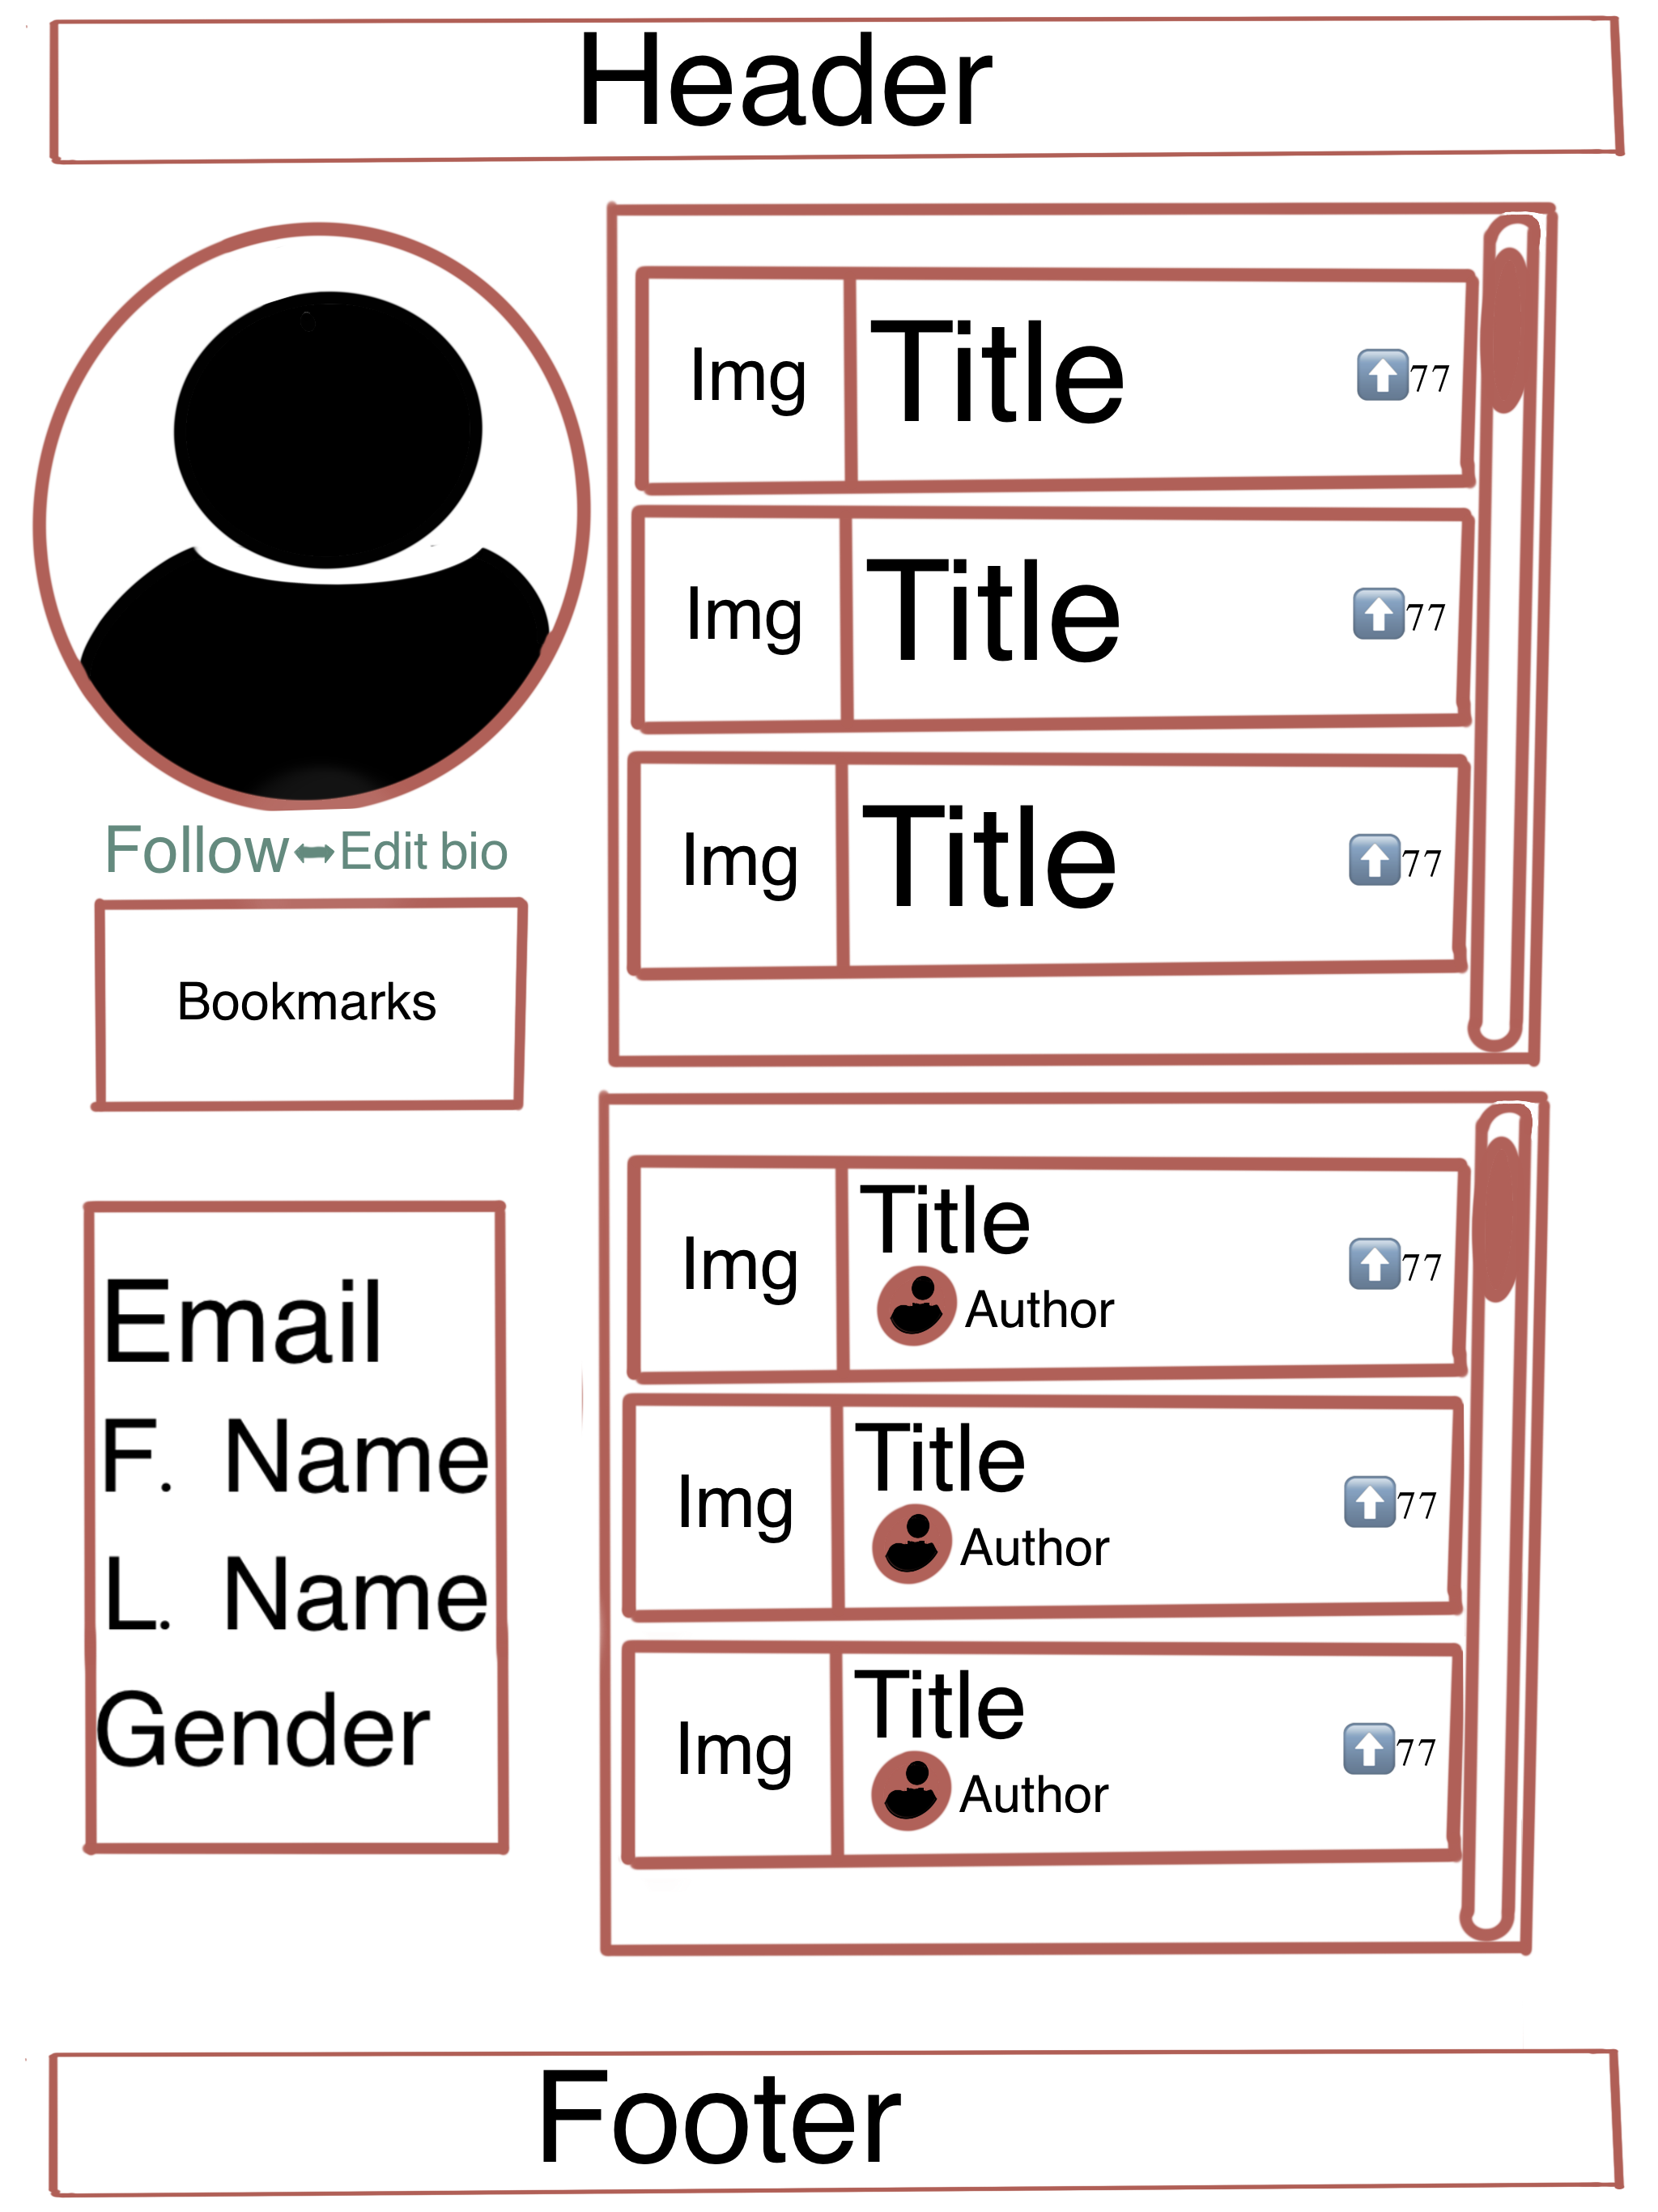 Header
Follow↔Edit bio
Bookmarks
Email
F. Name
L. Name
Gender
Img Title ⬆77
Img Title ⬆77
Img Title ⬆77
Img Title ⬆77
Author
Img Title ⬆77
Author
Img Title ⬆77
Author
Footer